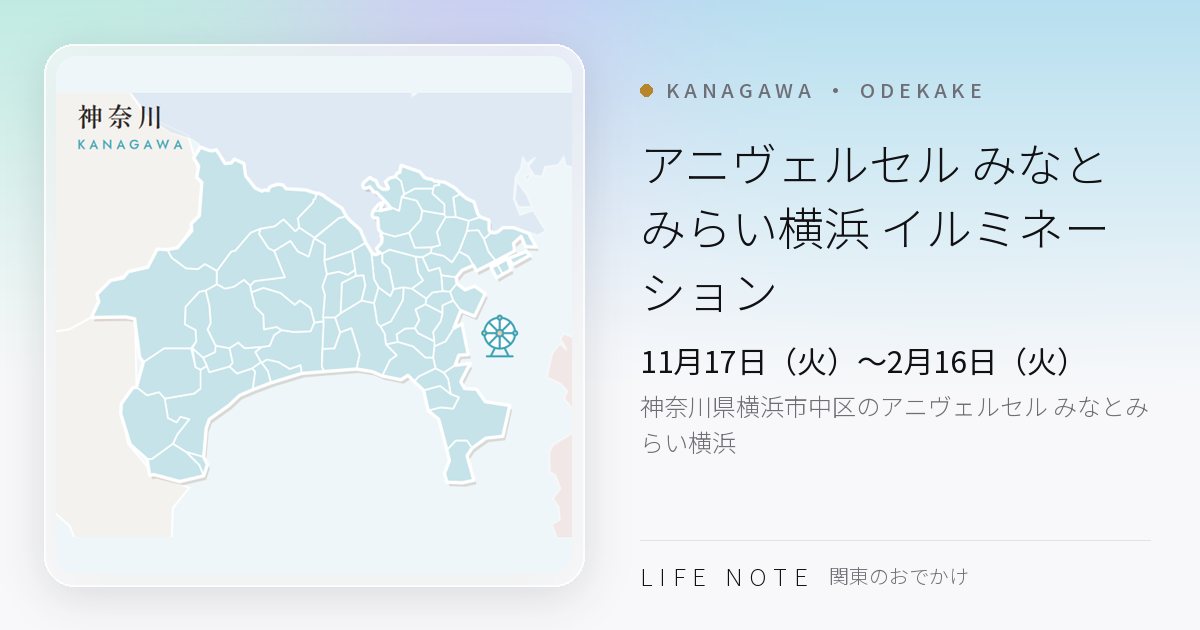 神奈川
KANAGAWA
KANAGAWA • ODEKAKE
アニヴェルセル みなと
みらい横浜 イルミネー
ション
11月17日（火）〜2月16日（火）
神奈川県横浜市中区のアニヴェルセル みなとみ
らい横浜
LIFE NOTE 関東のおでかけ